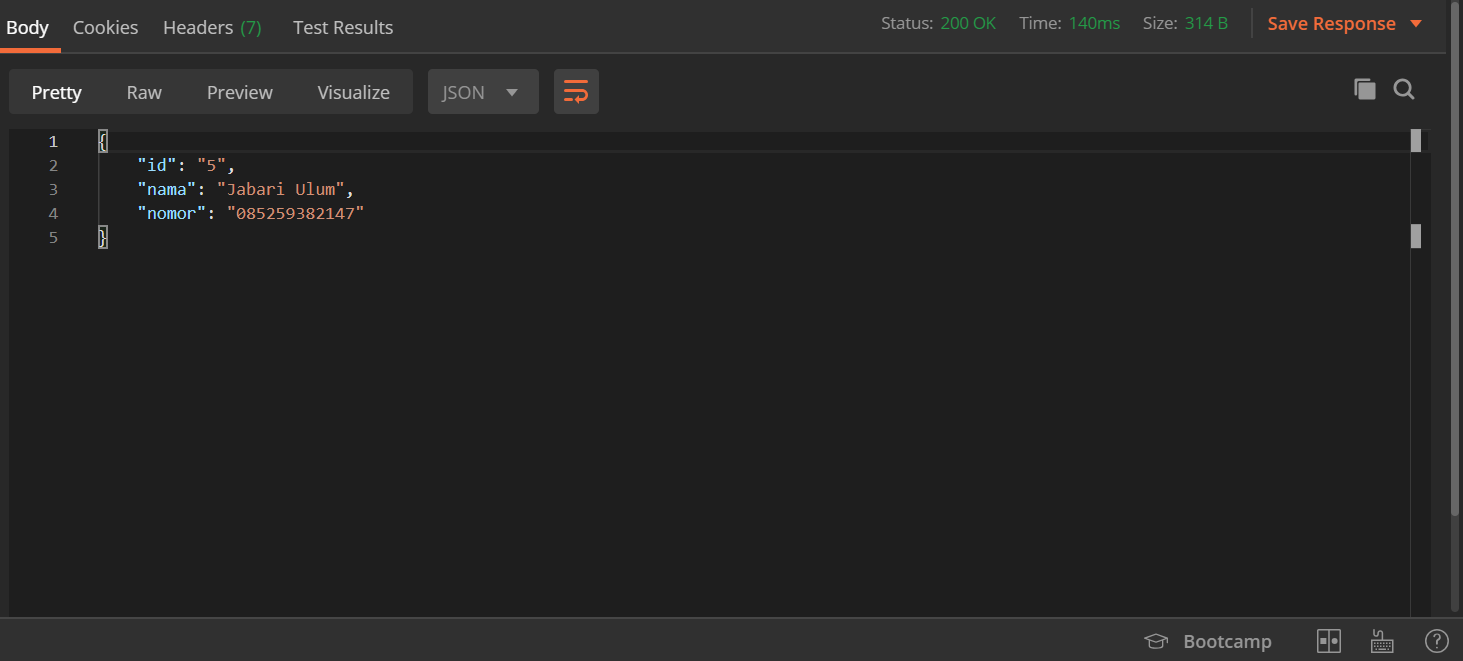 Body Cookies Headers (7) Test Results Status: 200 OK Time: 140ms Size: 314 B Save Response
Pretty Raw Preview Visualize JSON
1 {
2 "id": "5",
3 "nama": "Jabari Ulum",
4 "nomor": "085259382147"
5 }
Bootcamp